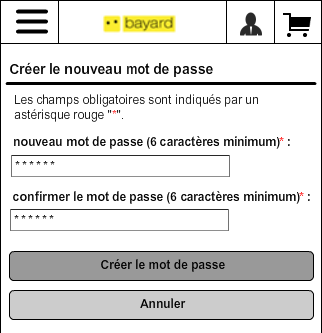 bayard
Créer le nouveau mot de passe
Les champs obligatoires sont indiqués par un
astérisque rouge "*".
nouveau mot de passe (6 caractères minimum)* :
******
confirmer le mot de passe (6 caractères minimum)* :
******
Créer le mot de passe
Annuler